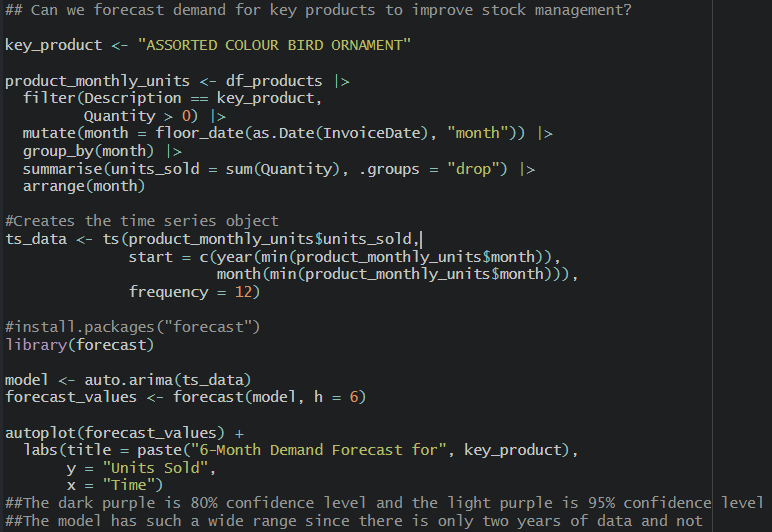 ## Can we forecast demand for key products to improve stock management?
key_product <- "ASSORTED COLOUR BIRD ORNAMENT"
product_monthly_units <- df_products |>
filter(Description == key_product,
Quantity > 0) |>
mutate(month = floor_date(as.Date(InvoiceDate), "month")) |>
group_by(month) |>
summarise(units_sold = sum(Quantity), .groups = "drop") |>
arrange(month)
#Creates the time series object
ts_data <- ts(product_monthly_units$units_sold,
start = c(year(min(product_monthly_units$month)),
month(min(product_monthly_units$month))),
frequency = 12)
#install.packages("forecast")
library(forecast)
model <- auto.arima(ts_data)
forecast_values <- forecast(model, h = 6)
autoplot(forecast_values) +
labs(title = paste("6-Month Demand Forecast for", key_product),
y = "Units Sold",
x = "Time")
##The dark purple is 80% confidence level and the light purple is 95% confidence level
##The model has such a wide range since there is only two years of data and not